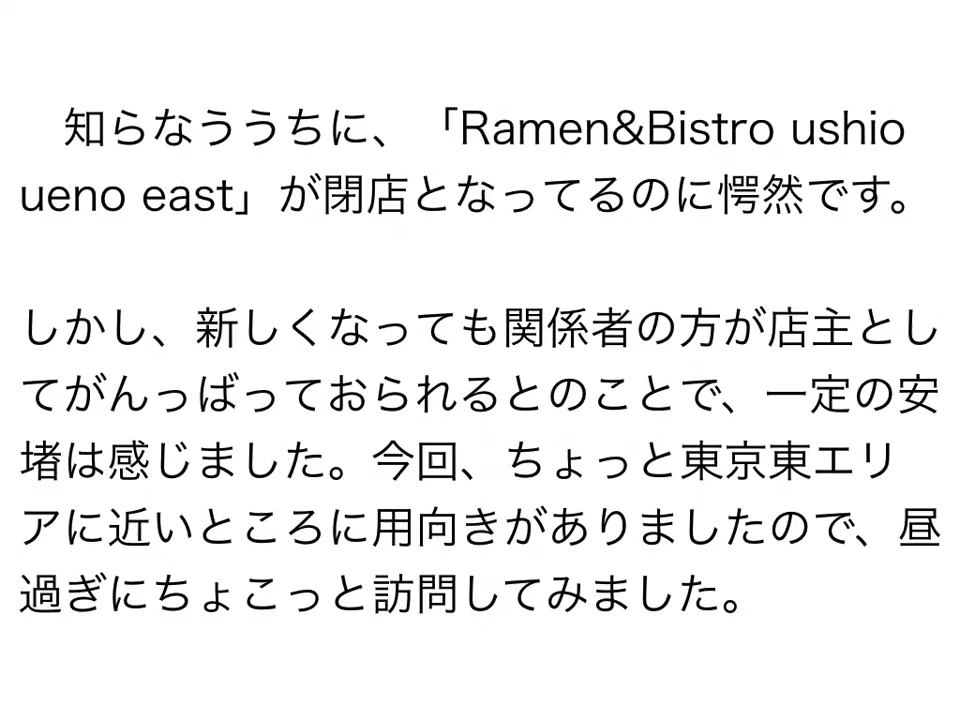 知らなううちに、「Ramen&Bistro ushio
ueno east」が閉店となってるのに愕然です。
しかし、新しくなっても関係者の方が店主とし
てがんっばっておられるとのことで、一定の安
堵は感じました。今回、ちょっと東京東エリ
アに近いところに用向きがありましたので、昼
過ぎにちょこっと訪問してみました。